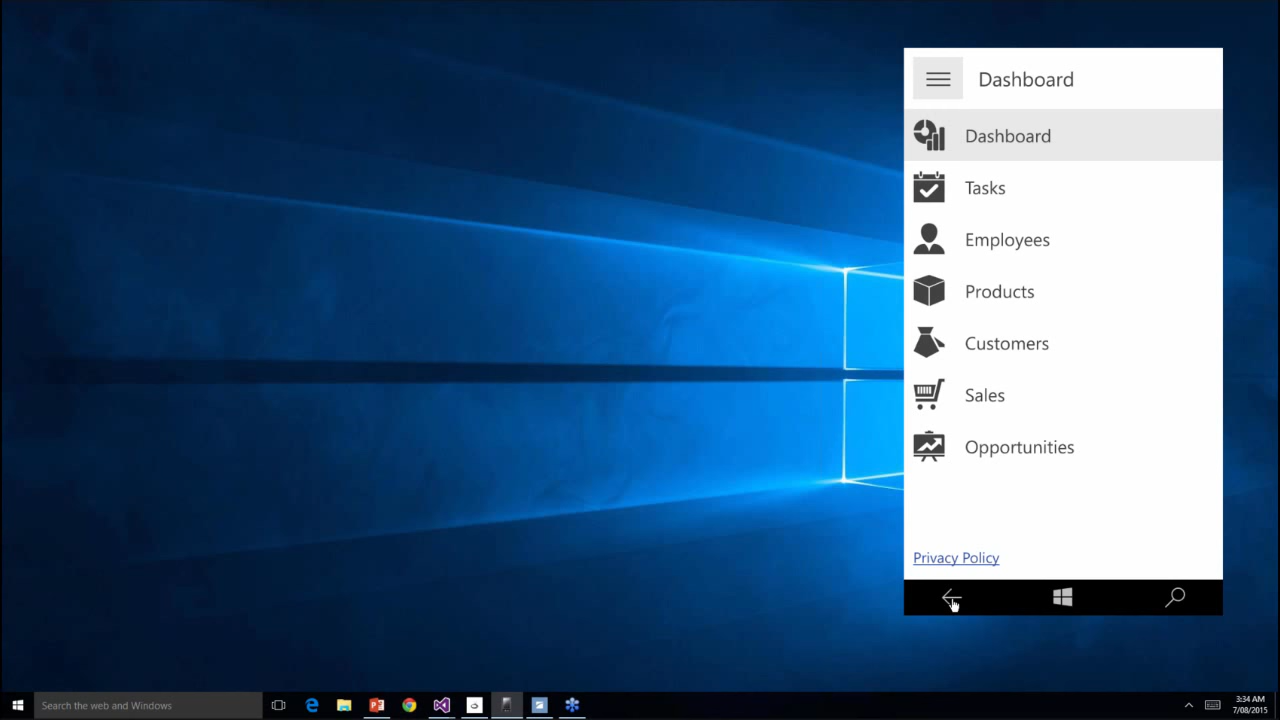 Dashboard
Dashboard
Tasks
Employees
Products
Customers
Sales
Opportunities
Privacy Policy
Search the web and Windows
3:34 AM
7/08/2015